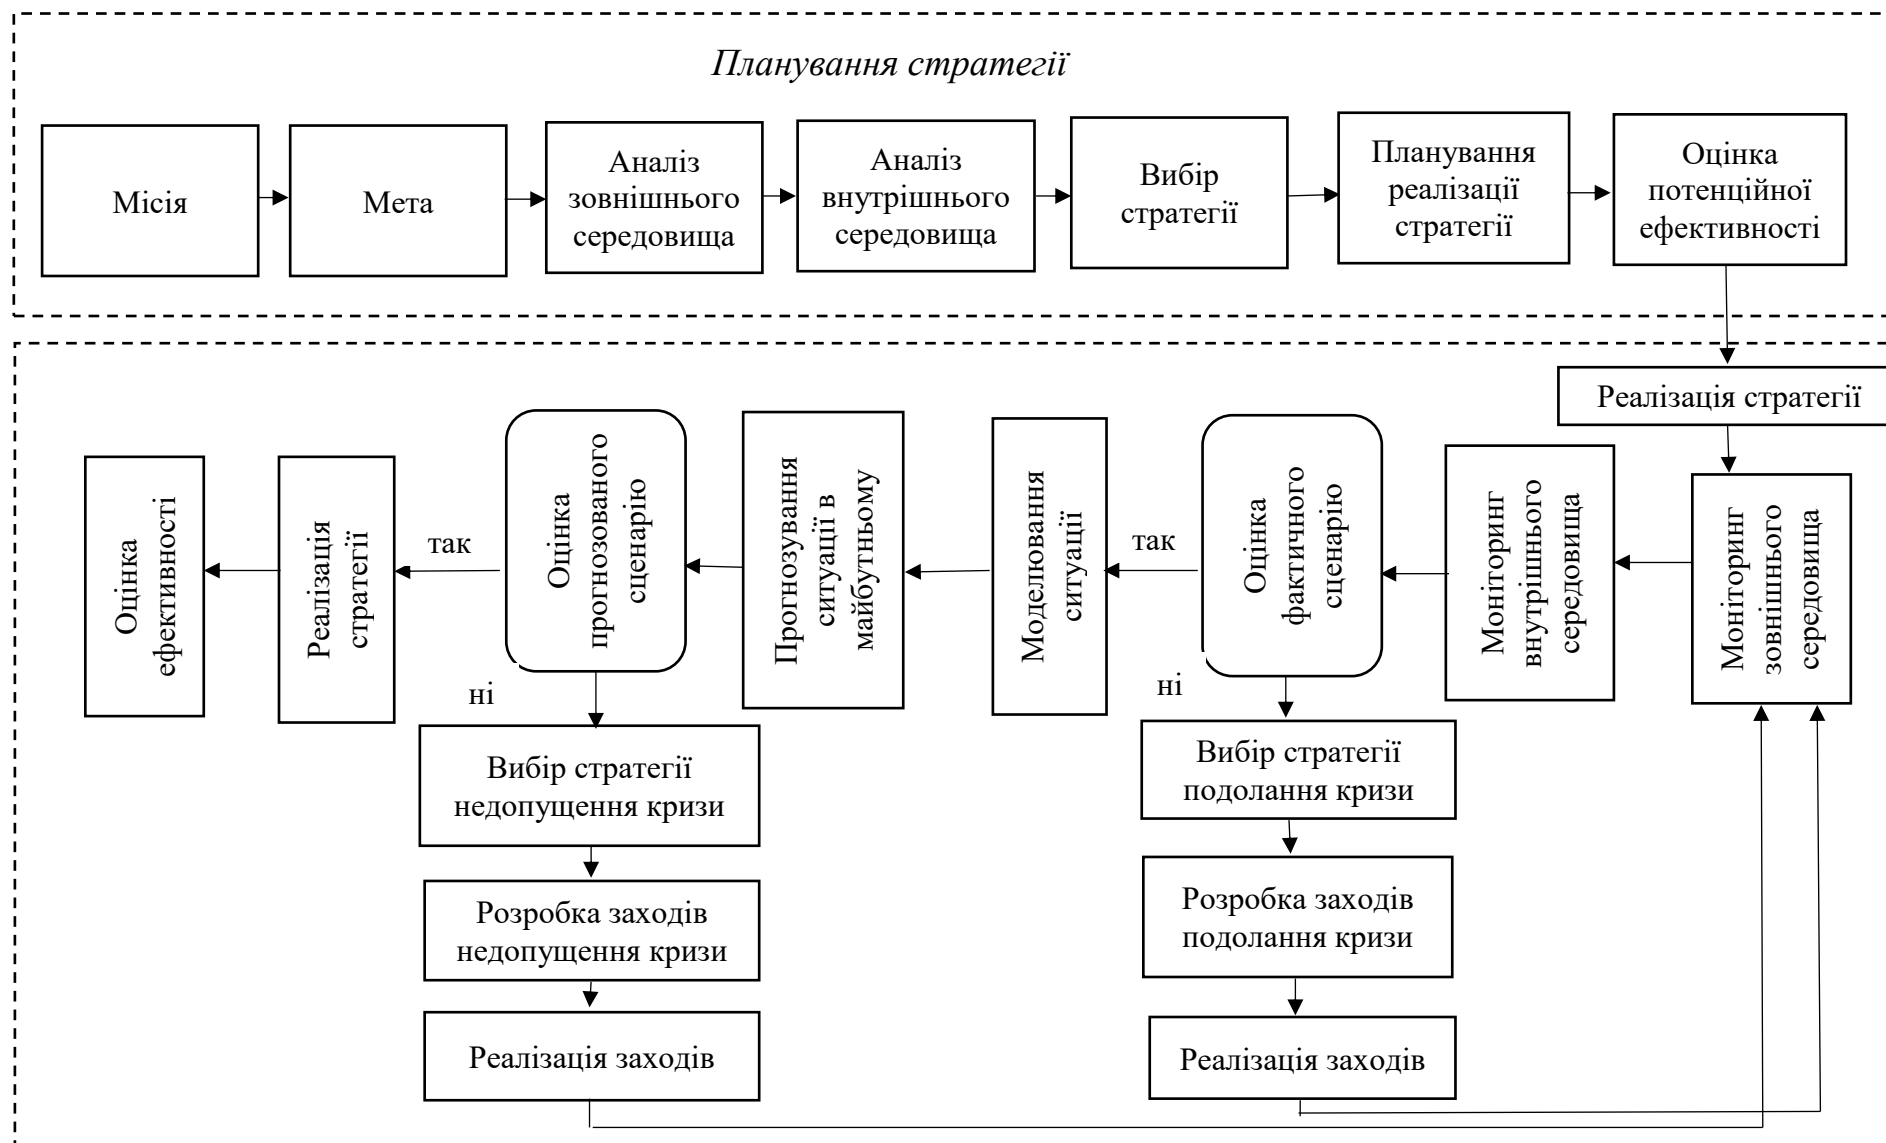 Планування стратегії
Місія
Мета
Аналіз
зовнішнього
середовища
Аналіз
внутрішнього
середовища
Вибір
стратегії
Планування
реалізації
стратегії
Оцінка
потенційної
ефективності
Реалізація стратегії
Моніторинг
зовнішнього
середовища
Моніторинг
внутрішнього
середовища
Оцінка
фактичного
сценарію
так
ні
Моделювання
ситуації
Прогнозування
ситуації в
майбутньому
Оцінка
прогнозованого
сценарію
так
ні
Реалізація
стратегії
Оцінка
ефективності
Вибір стратегії
недопущення кризи
Розробка заходів
недопущення кризи
Реалізація заходів
Вибір стратегії
подолання кризи
Розробка заходів
подолання кризи
Реалізація заходів